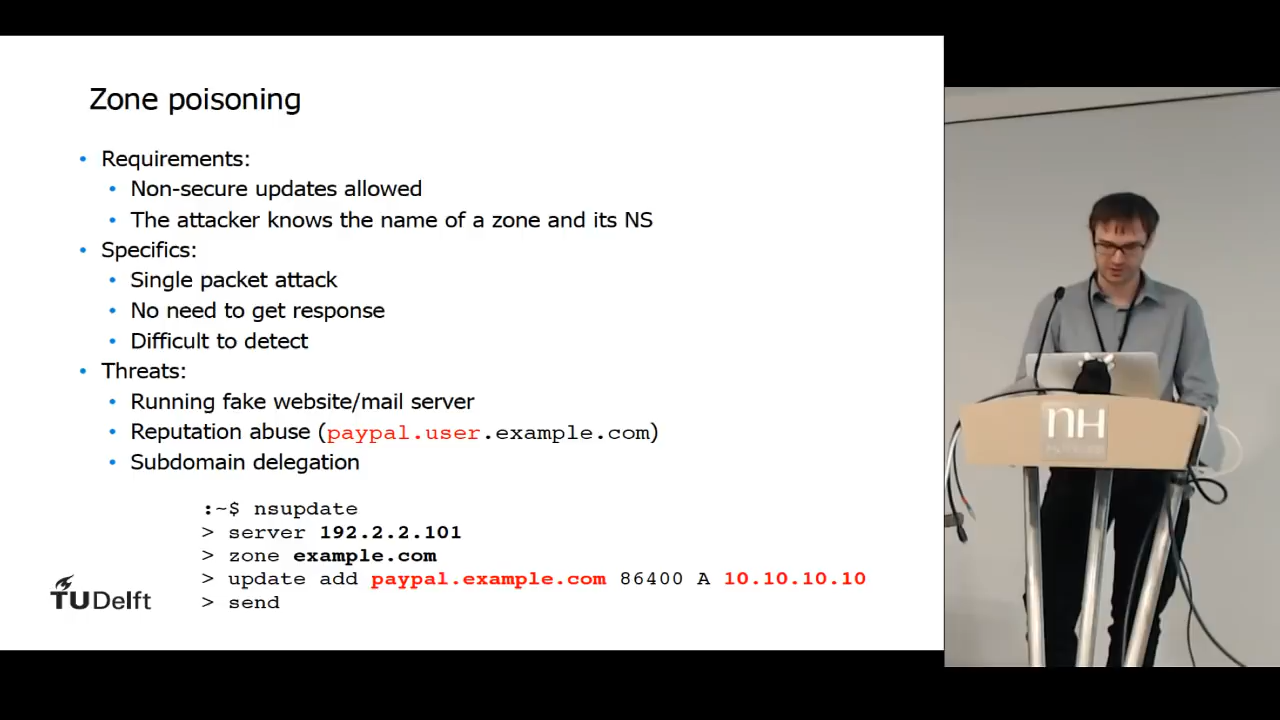 Zone poisoning
• Requirements:
• Non-secure updates allowed
• The attacker knows the name of a zone and its NS
• Specifics:
• Single packet attack
• No need to get response
• Difficult to detect
• Threats:
• Running fake website/mail server
• Reputation abuse (paypal.user.example.com)
• Subdomain delegation
:~$ nsupdate
> server 192.2.2.101
> zone example.com
> update add paypal.example.com 86400 A 10.10.10.10
> send
TUDelft
nH